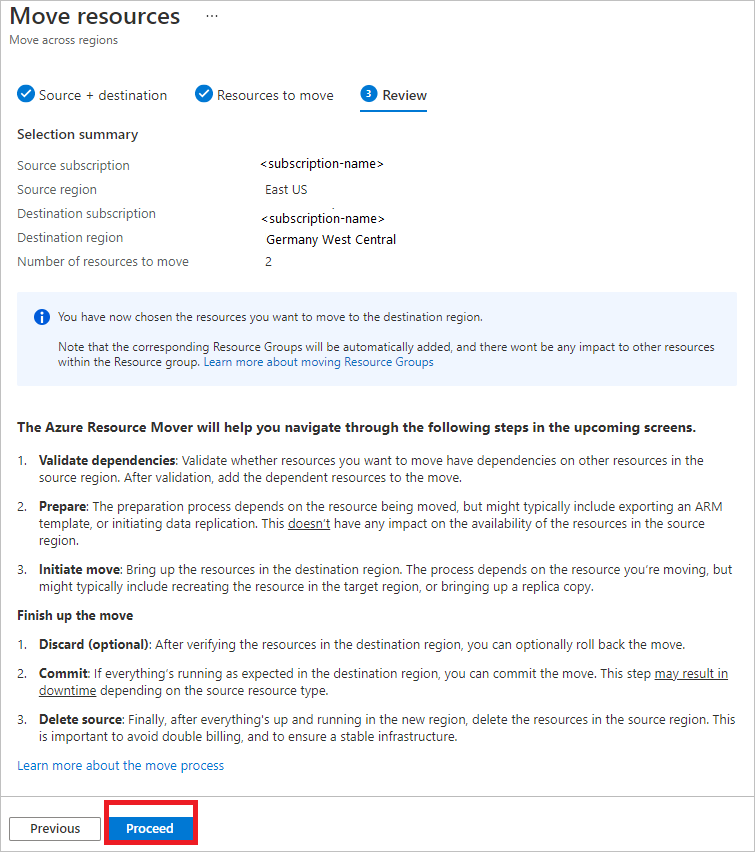 Move resources ...
Move across regions
Source + destination
Resources to move
3 Review
Selection summary
Source subscription <subscription-name>
Source region East US
Destination subscription <subscription-name>
Destination region Germany West Central
Number of resources to move 2
You have now chosen the resources you want to move to the destination region.
Note that the corresponding Resource Groups will be automatically added, and there wont be any impact to other resources
within the Resource group. Learn more about moving Resource Groups
The Azure Resource Mover will help you navigate through the following steps in the upcoming screens.
1. Validate dependencies: Validate whether resources you want to move have dependencies on other resources in the
source region. After validation, add the dependent resources to the move.
2. Prepare: The preparation process depends on the resource being moved, but might typically include exporting an ARM
template, or initiating data replication. This doesn't have any impact on the availability of the resources in the source
region.
3. Initiate move: Bring up the resources in the destination region. The process depends on the resource you're moving, but
might typically include recreating the resource in the target region, or bringing up a replica copy.
Finish up the move
1. Discard (optional): After verifying the resources in the destination region, you can optionally roll back the move.
2. Commit: If everything's running as expected in the destination region, you can commit the move. This step may result in
downtime depending on the source resource type.
3. Delete source: Finally, after everything's up and running in the new region, delete the resources in the source region. This
is important to avoid double billing, and to ensure a stable infrastructure.
Learn more about the move process
Previous
Proceed